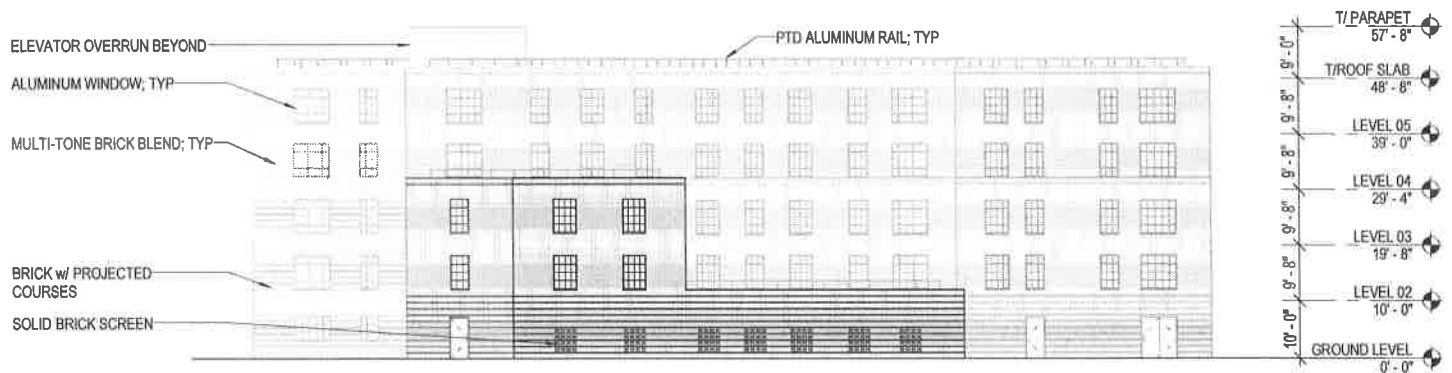 ELEVATOR OVERRUN BEYOND
PTD ALUMINUM RAIL; TYP
ALUMINUM WINDOW; TYP
MULTI-TONE BRICK BLEND; TYP
BRICK w/ PROJECTED
COURSES
SOLID BRICK SCREEN
T/ PARAPET
57' - 8"
9' - 0"
T/ROOF SLAB
48' - 8"
9' - 8"
LEVEL 05
39' - 0"
9' - 8"
LEVEL 04
29' - 4"
9' - 8"
LEVEL 03
19' - 8"
9' - 8"
LEVEL 02
10' - 0"
10' - 0"
GROUND LEVEL
0' - 0"